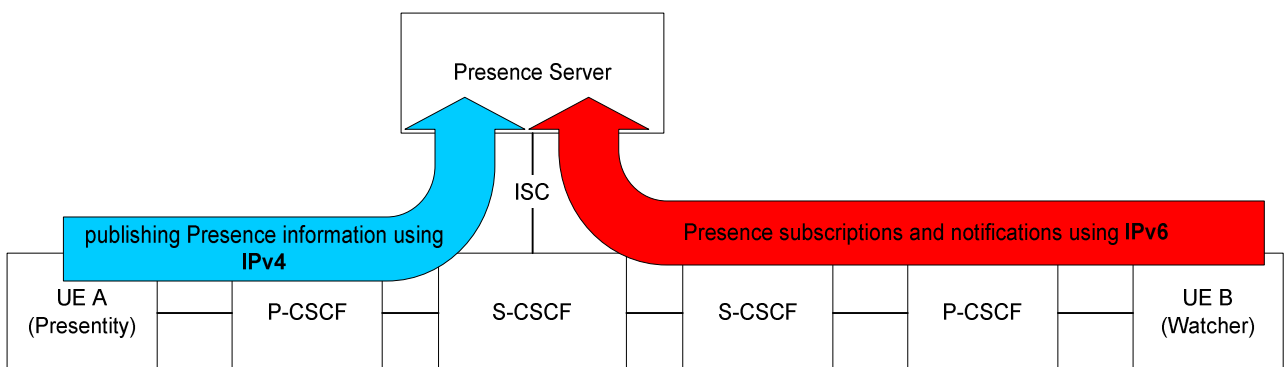 Presence Server
ISC
publishing Presence information using
IPv4
Presence subscriptions and notifications using IPv6
UE A
(Presentity)
P-CSCF
S-CSCF
S-CSCF
P-CSCF
UE B
(Watcher)